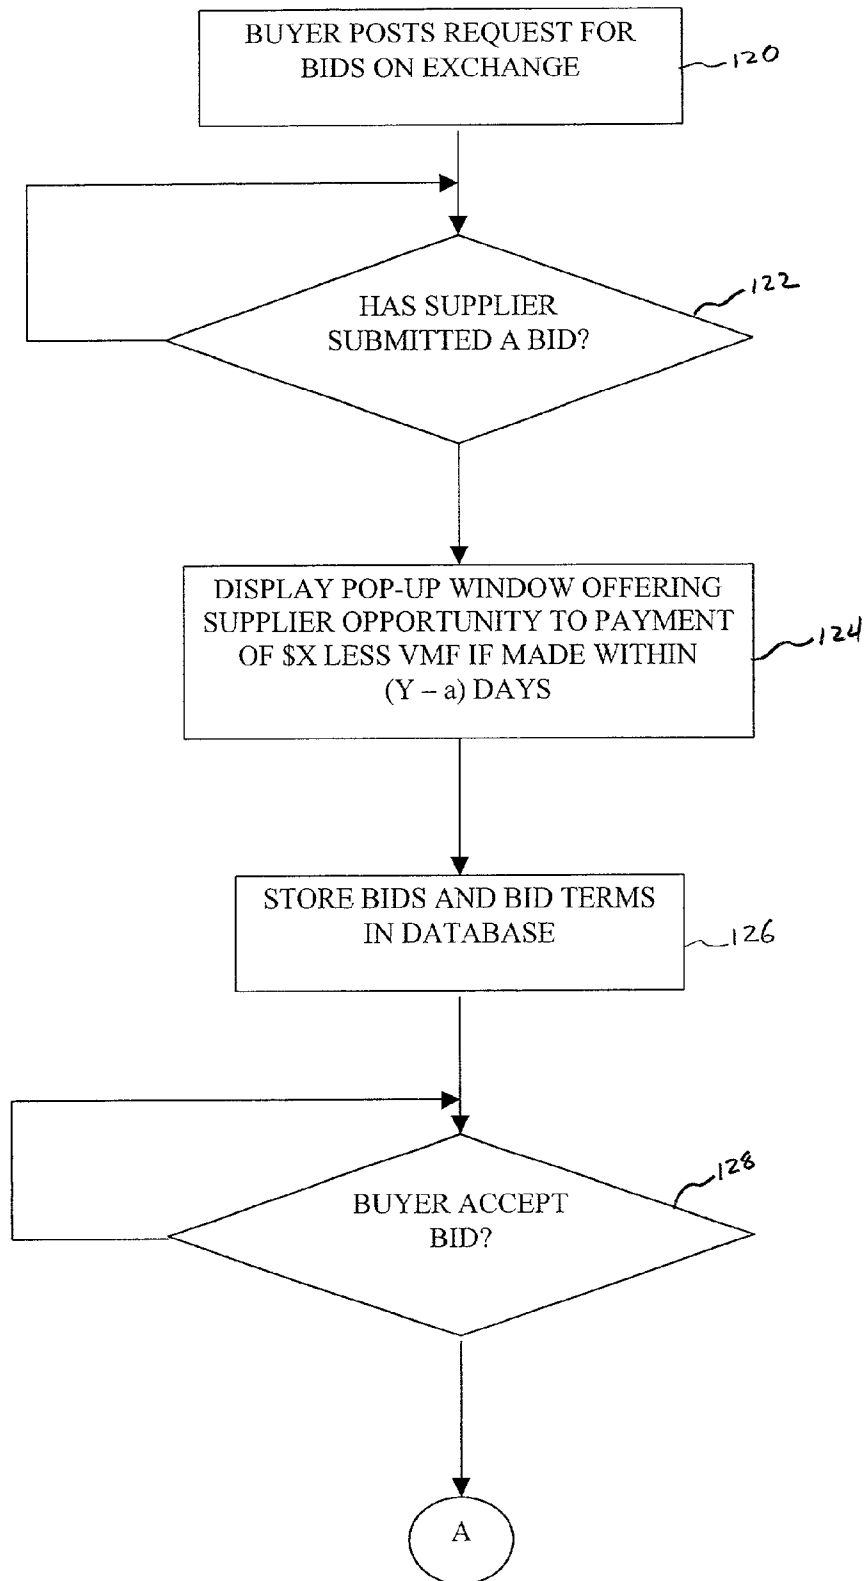 BUYER POSTS REQUEST FOR
BIDS ON EXCHANGE
120
HAS SUPPLIER
SUBMITTED A BID?
122
DISPLAY POP-UP WINDOW OFFERING
SUPPLIER OPPORTUNITY TO PAYMENT
OF $X LESS VMF IF MADE WITHIN
(Y – a) DAYS
124
STORE BIDS AND BID TERMS
IN DATABASE
126
BUYER ACCEPT
BID?
128
A